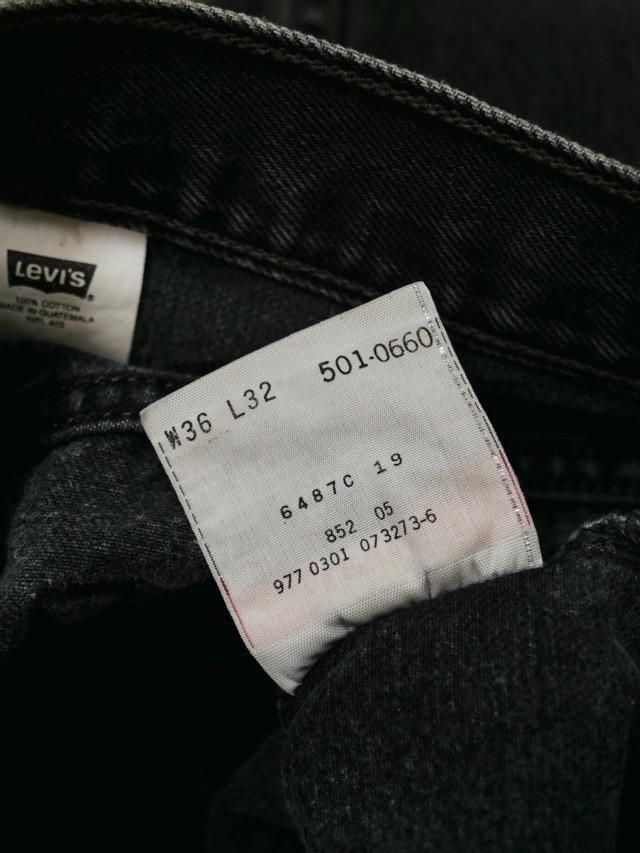 LEVI'S®
100% COTTON
MADE IN GUATEMALA
W36 L32 501-0660
6487C 19
852 05
977 0301 073273-6